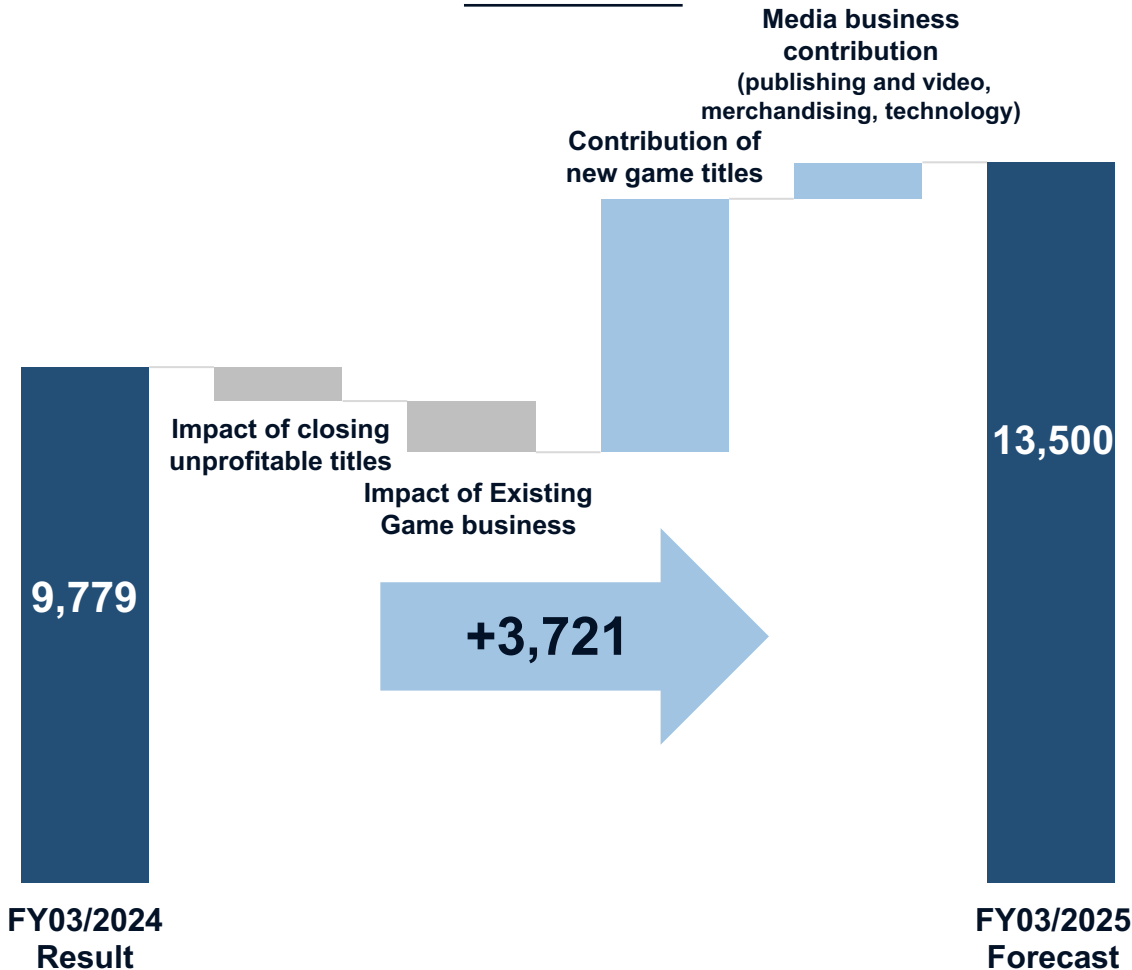 Media business
contribution
(publishing and video,
merchandising, technology)
Contribution of
new game titles
Impact of closing
unprofitable titles
Impact of Existing
Game business
13,500
9,779
+3,721
FY03/2024
Result
FY03/2025
Forecast